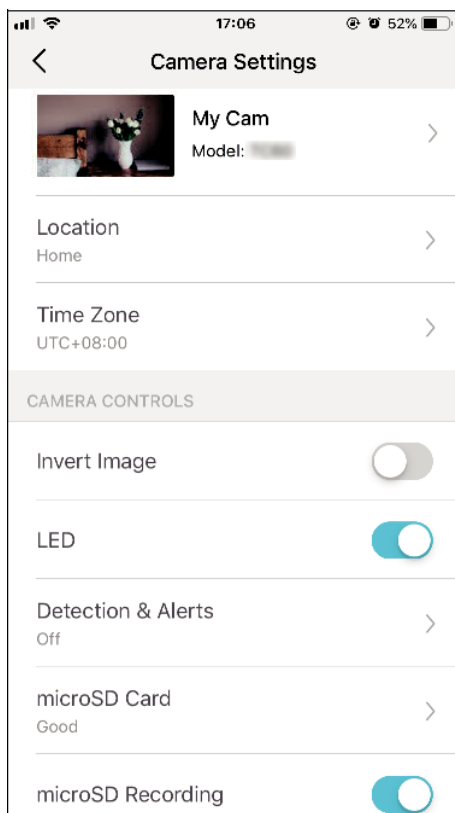 17:06
52%
Camera Settings
My Cam
Model:
Location
Home
Time Zone
UTC+08:00
CAMERA CONTROLS
Invert Image
LED
Detection & Alerts
Off
microSD Card
Good
microSD Recording